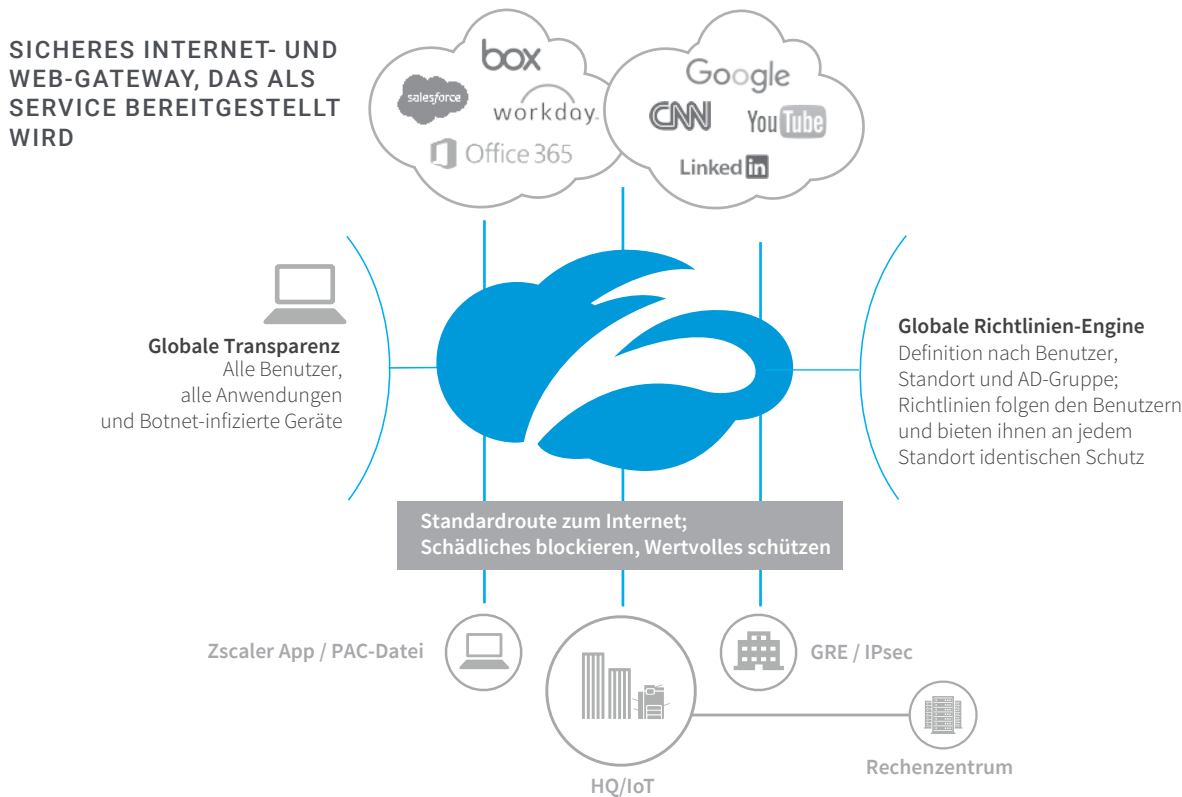 SICHERES INTERNET- UND
WEB-GATEWAY, DAS ALS
SERVICE BEREITGESTELLT
WIRD
box
salesforce
workday.
Office 365
Google
CNN
YouTube
Linked in
Globale Transparenz
Alle Benutzer,
alle Anwendungen
und Botnet-infizierte Geräte
Globale Richtlinien-Engine
Definition nach Benutzer,
Standort und AD-Gruppe;
Richtlinien folgen den Benutzern
und bieten ihnen an jedem
Standort identischen Schutz
Standardroute zum Internet;
Schädliches blockieren, Wertvolles schützen
Zscaler App / PAC-Datei
GRE / IPsec
HQ/IoT
Rechenzentrum